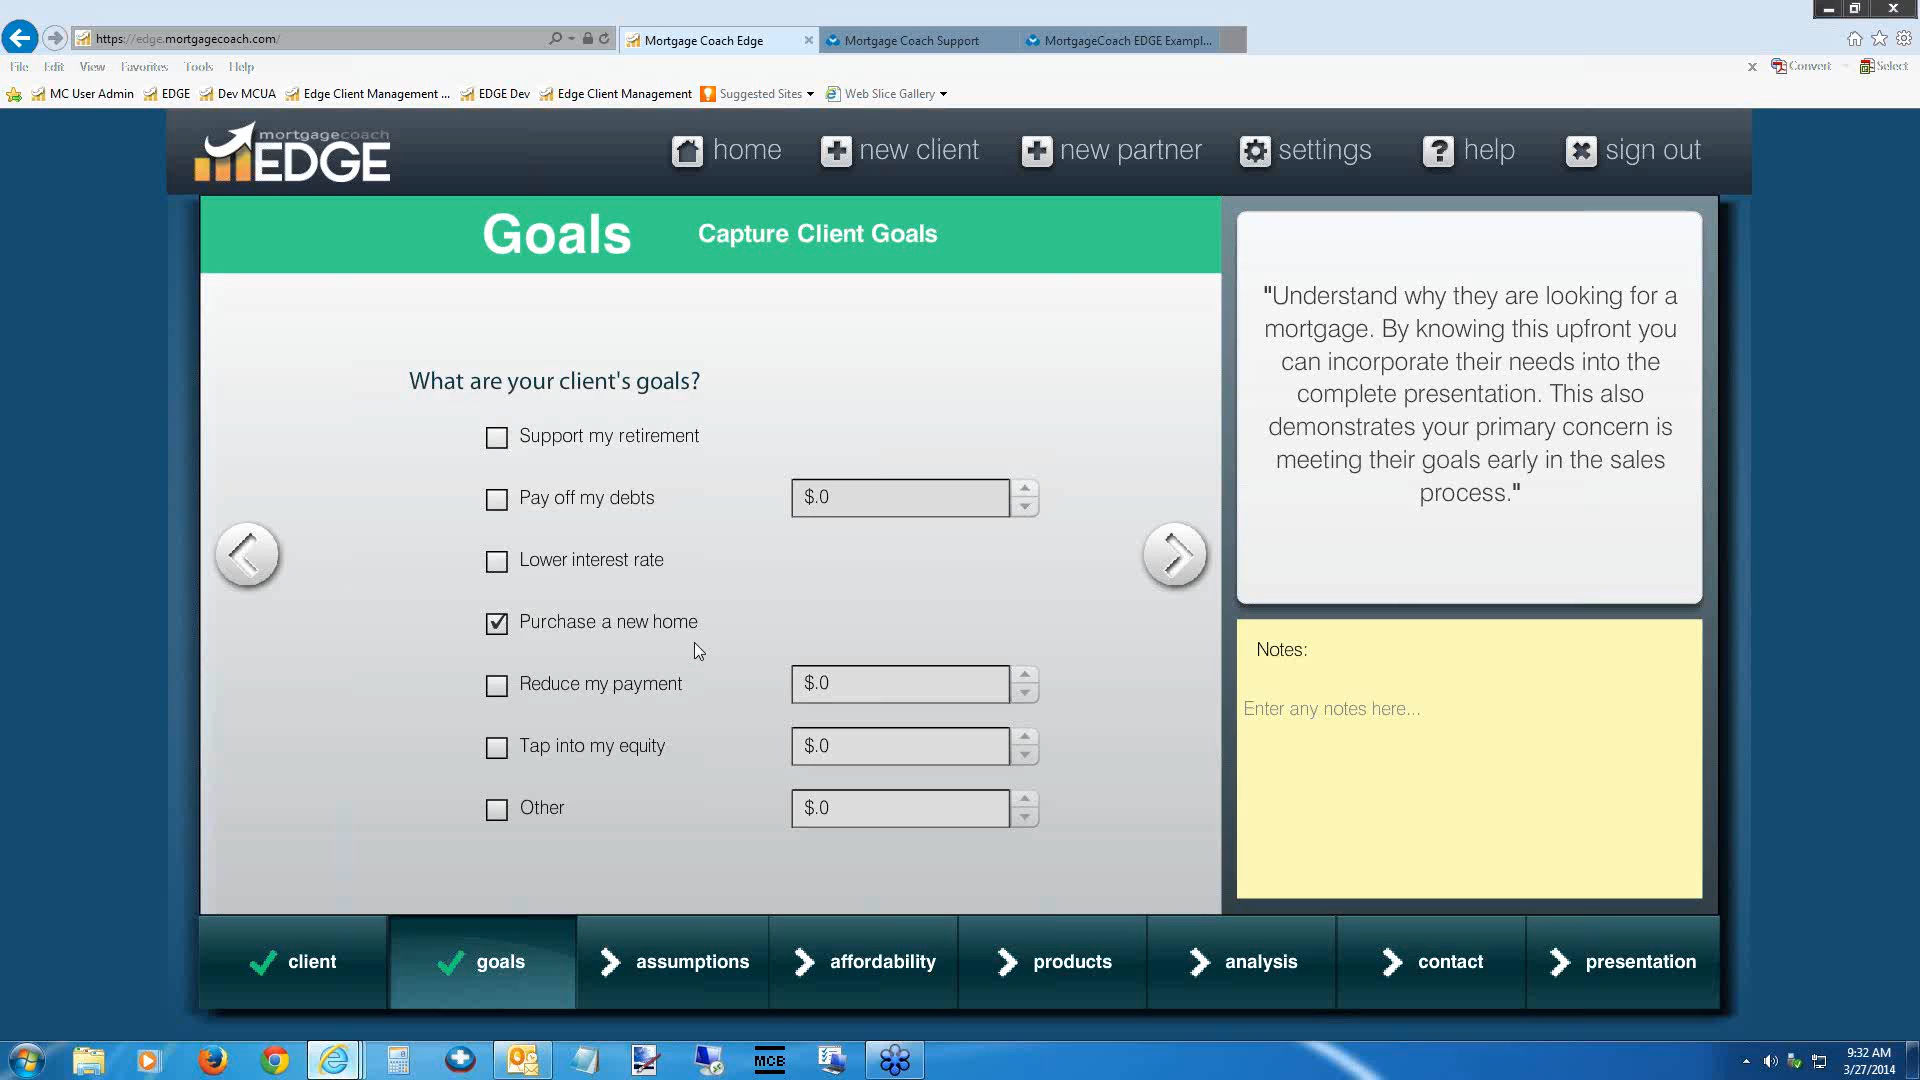 https://edge.mortgagecoach.com/
Mortgage Coach Edge
Mortgage Coach Support
MortgageCoach EDGE Exampl...
File Edit View Favorites Tools Help
Convert
Select
MC User Admin
EDGE
Dev MCUA
Edge Client Management ...
EDGE Dev
Edge Client Management
Suggested Sites
Web Slice Gallery
mortgagecoach
EDGE
home
new client
new partner
settings
help
sign out
Goals
Capture Client Goals
What are your client's goals?
Support my retirement
Pay off my debts
$.0
Lower interest rate
Purchase a new home
Reduce my payment
$.0
Tap into my equity
$.0
Other
$.0
"Understand why they are looking for a
mortgage. By knowing this upfront you
can incorporate their needs into the
complete presentation. This also
demonstrates your primary concern is
meeting their goals early in the sales
process."
Notes:
Enter any notes here...
client
goals
assumptions
affordability
products
analysis
contact
presentation
MCB
9:32 AM
3/27/2014